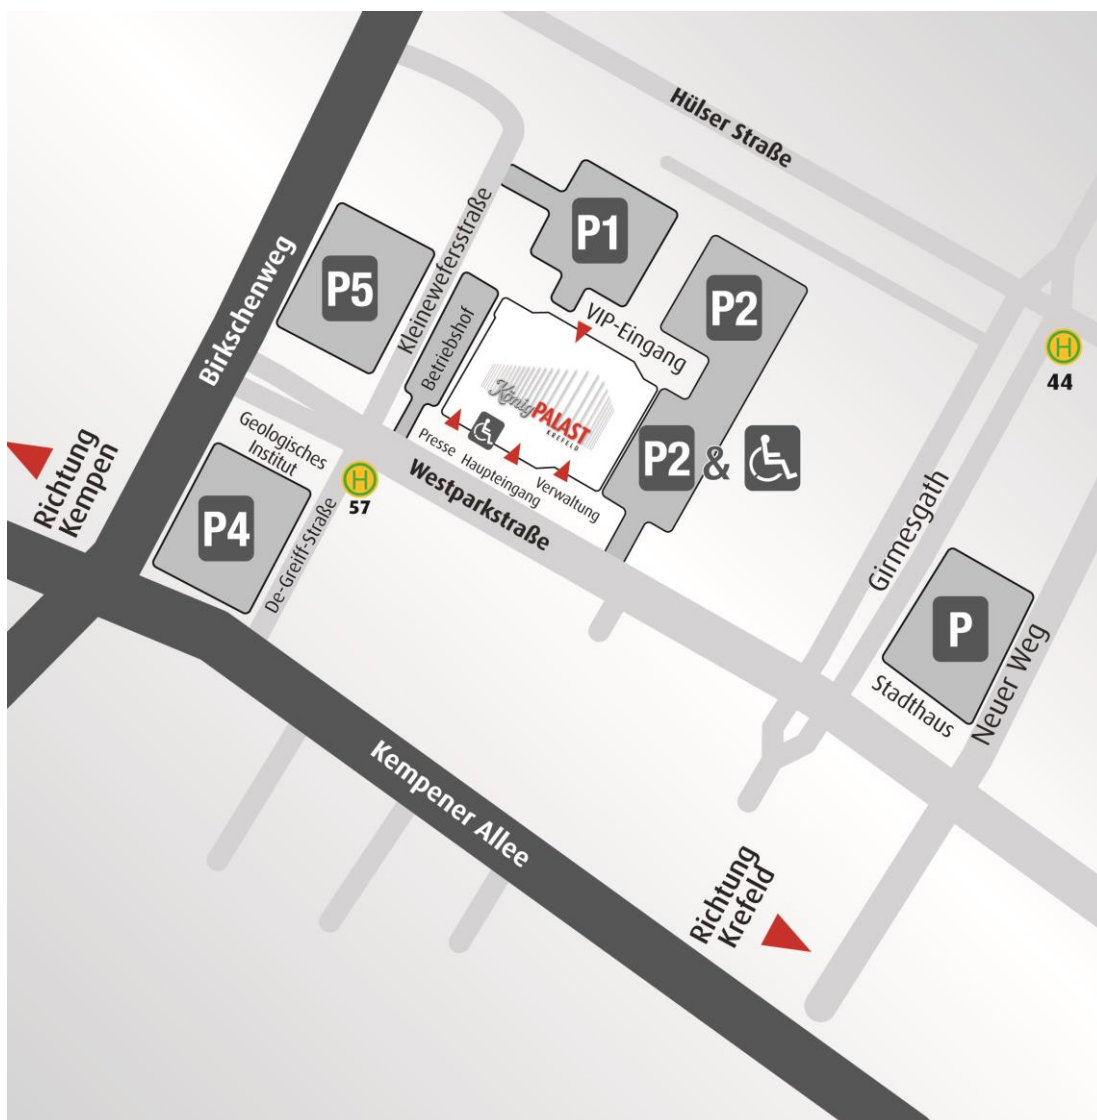 Hülser Straße
P1
Kleinewefersstraße
Birkschenweg
P5
P2
VIP-Eingang
Betriebshof
H
44
König
PALAST
KREFELD
Geologisches
Institut
Presse
Haupteingang
Verwaltung
P2 &
Richtung
Kempen
H
57
Westparkstraße
P4
De-Greiff-Straße
Girmesgath
P
Stadthaus
Neuer Weg
Kempener Allee
Richtung
Krefeld